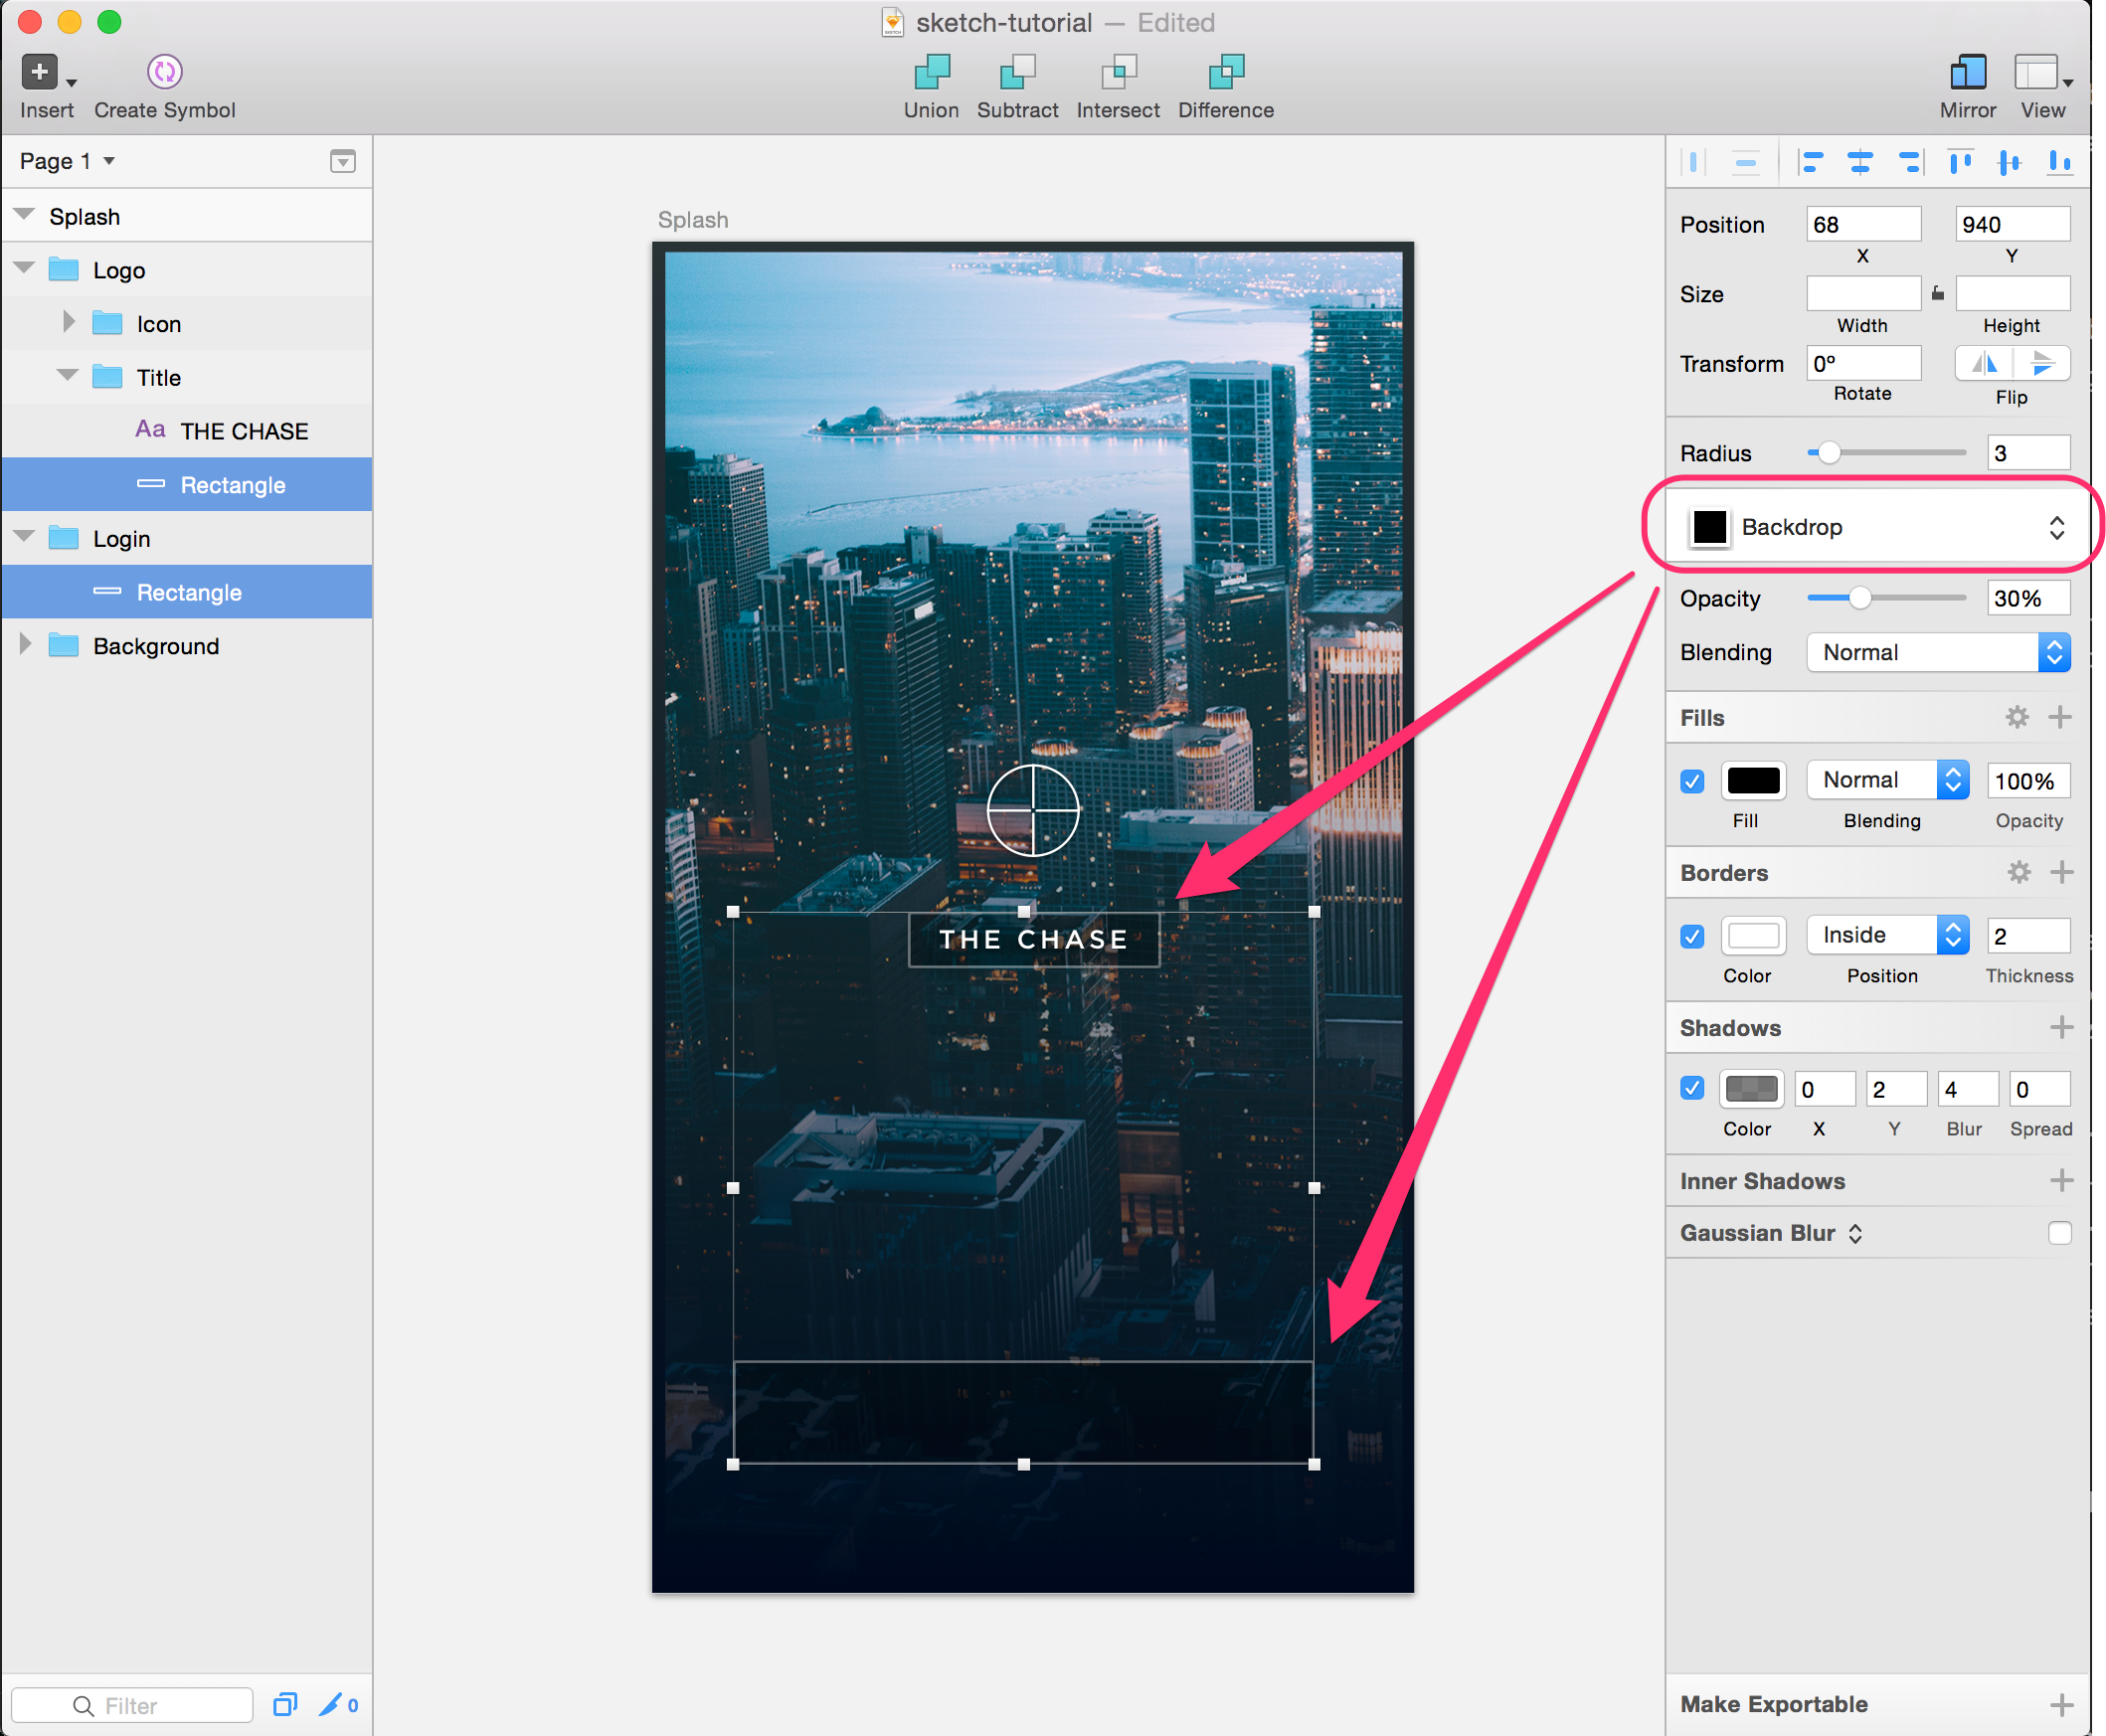 sketch-tutorial — Edited
Insert
Create Symbol
Union
Subtract
Intersect
Difference
Mirror
View
Page 1
Splash
Logo
Icon
Title
Aa THE CHASE
Rectangle
Login
Rectangle
Background
Filter
0
Splash
THE CHASE
Position 68 940
X Y
Size
Width Height
Transform 0º
Rotate Flip
Radius 3
Backdrop
Opacity 30%
Blending Normal
Fills
Normal 100%
Fill Blending Opacity
Borders
Inside 2
Color Position Thickness
Shadows
0 2 4 0
Color X Y Blur Spread
Inner Shadows
Gaussian Blur
Make Exportable